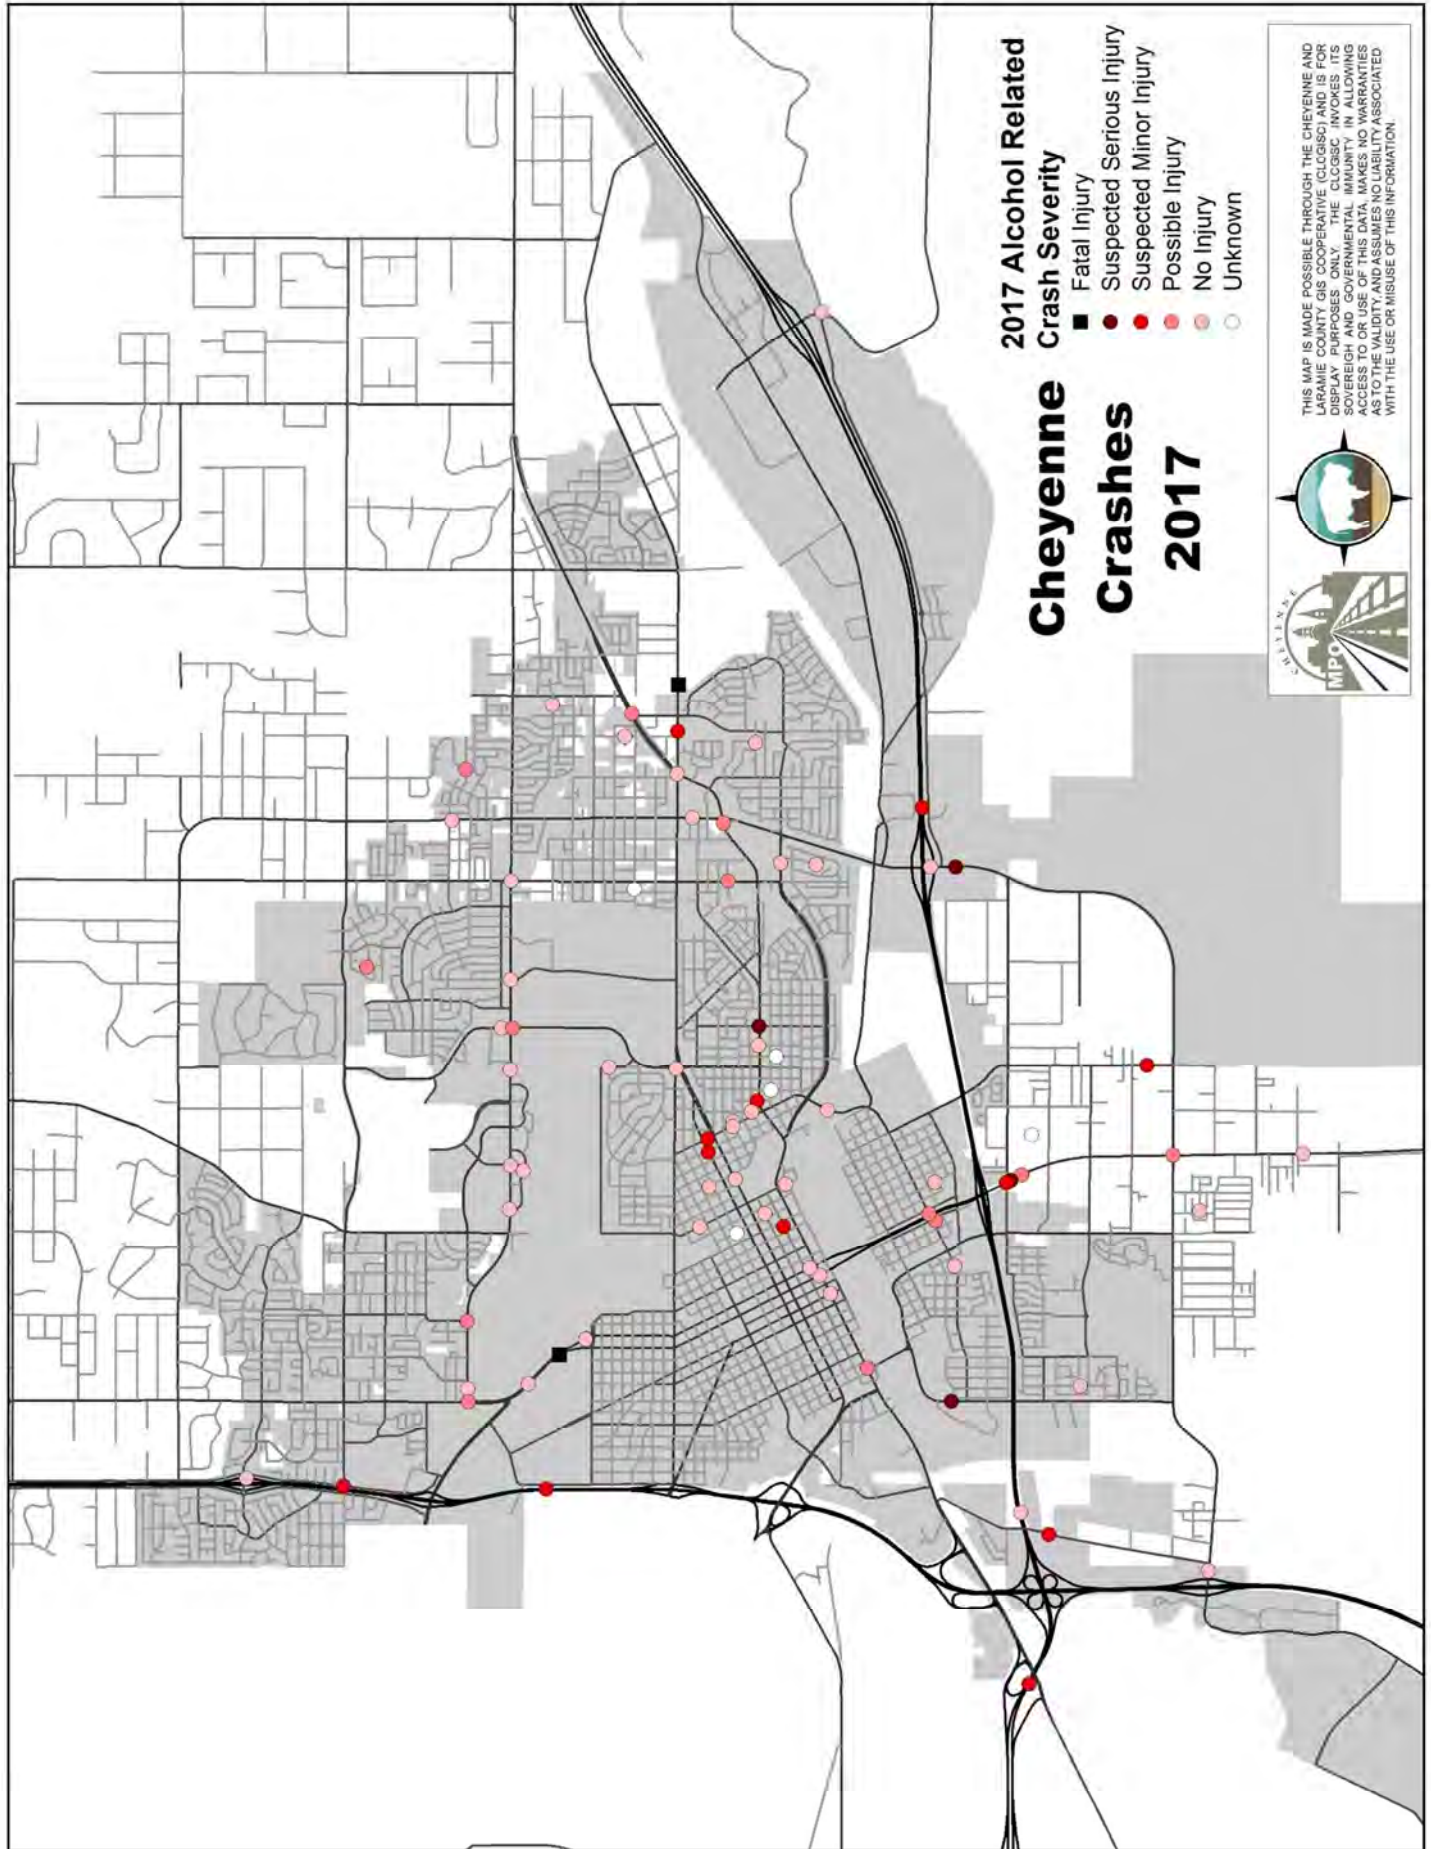 2017 Alcohol Related
Crash Severity
Fatal Injury
Suspected Serious Injury
Suspected Minor Injury
Possible Injury
No Injury
Unknown
Cheyenne
Crashes
2017
CHEYENNE
MPO
THIS MAP IS MADE POSSIBLE THROUGH THE CHEYENNE AND
LARAMIE COUNTY GIS COOPERATIVE (CLCGISC) AND IS FOR
DISPLAY PURPOSES ONLY. THE CLCGISC INVOKES ITS
SOVEREIGH AND GOVERNMENTAL IMMUNITY IN ALLOWING
ACCESS TO OR USE OF THIS DATA, MAKES NO WARRANTIES
AS TO THE VALIDITY, AND ASSUMES NO LIABILITY ASSOCIATED
WITH THE USE OR MISUSE OF THIS INFORMATION.